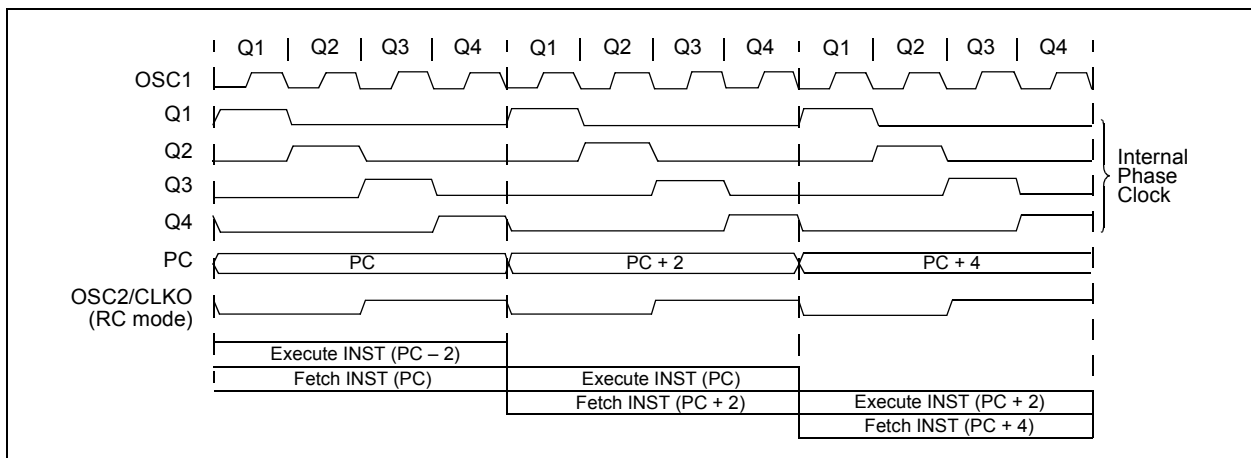 Q1 Q2 Q3 Q4 Q1 Q2 Q3 Q4 Q1 Q2 Q3 Q4
OSC1
Q1
Q2
Q3
Q4
Internal
Phase
Clock
PC PC PC + 2 PC + 4
OSC2/CLKO
(RC mode)
Execute INST (PC – 2)
Fetch INST (PC) Execute INST (PC)
Fetch INST (PC + 2) Execute INST (PC + 2)
Fetch INST (PC + 4)